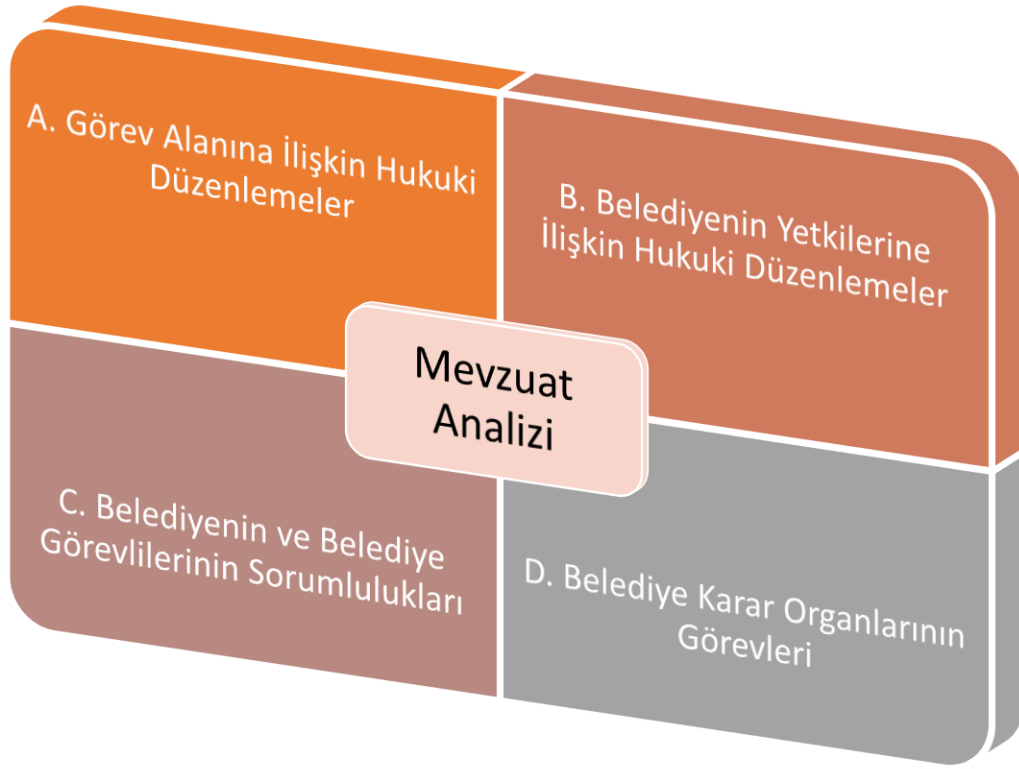 A. Görev Alanına İlişkin Hukuki
Düzenlemeler
B. Belediyenin Yetkilerine
İlişkin Hukuki Düzenlemeler
Mevzuat
Analizi
C. Belediyenin ve Belediye
Görevlilerinin Sorumlulukları
D. Belediye Karar Organlarının
Görevleri